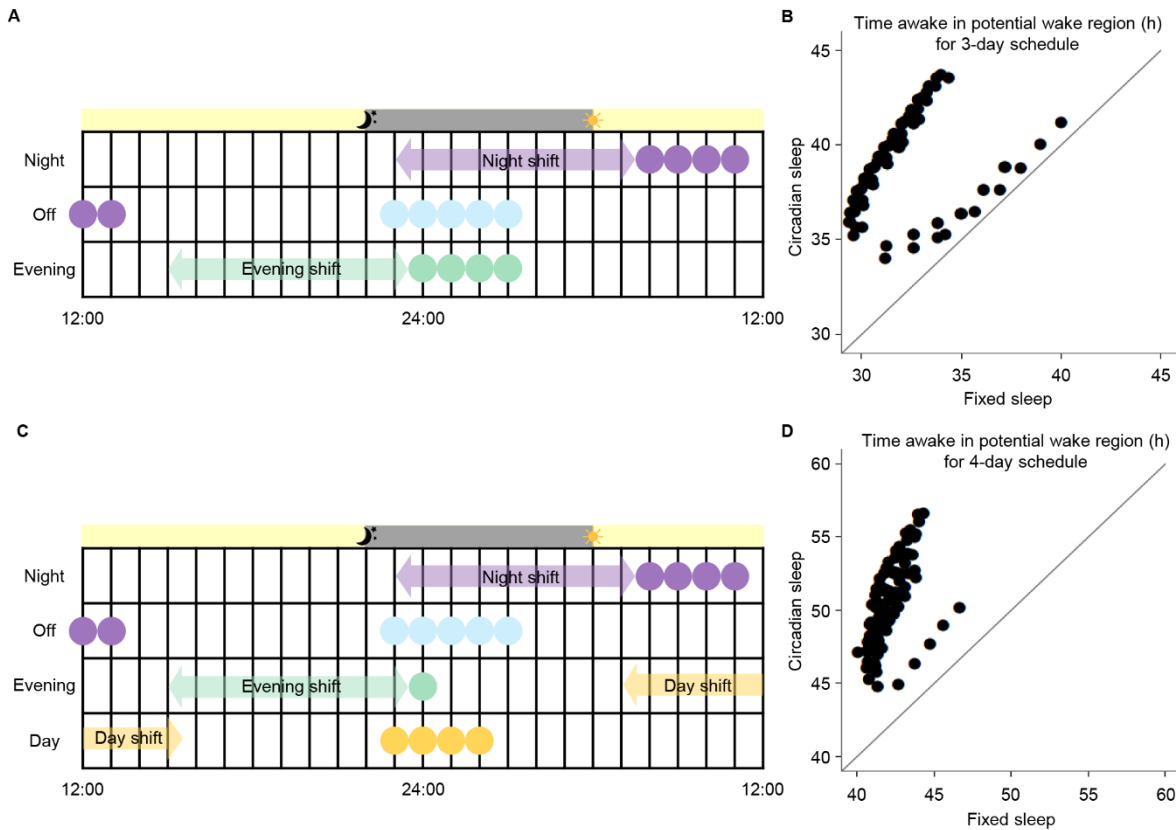 A
Night
Night shift
Off
Evening
Evening shift
12:00
24:00
12:00
B
Time awake in potential wake region (h)
for 3-day schedule
45
40
35
30
Circadian sleep
30
35
40
45
Fixed sleep
C
Night
Night shift
Off
Evening
Evening shift
Day shift
Day
Day shift
12:00
24:00
12:00
D
Time awake in potential wake region (h)
for 4-day schedule
60
55
50
45
40
Circadian sleep
40
45
50
55
60
Fixed sleep